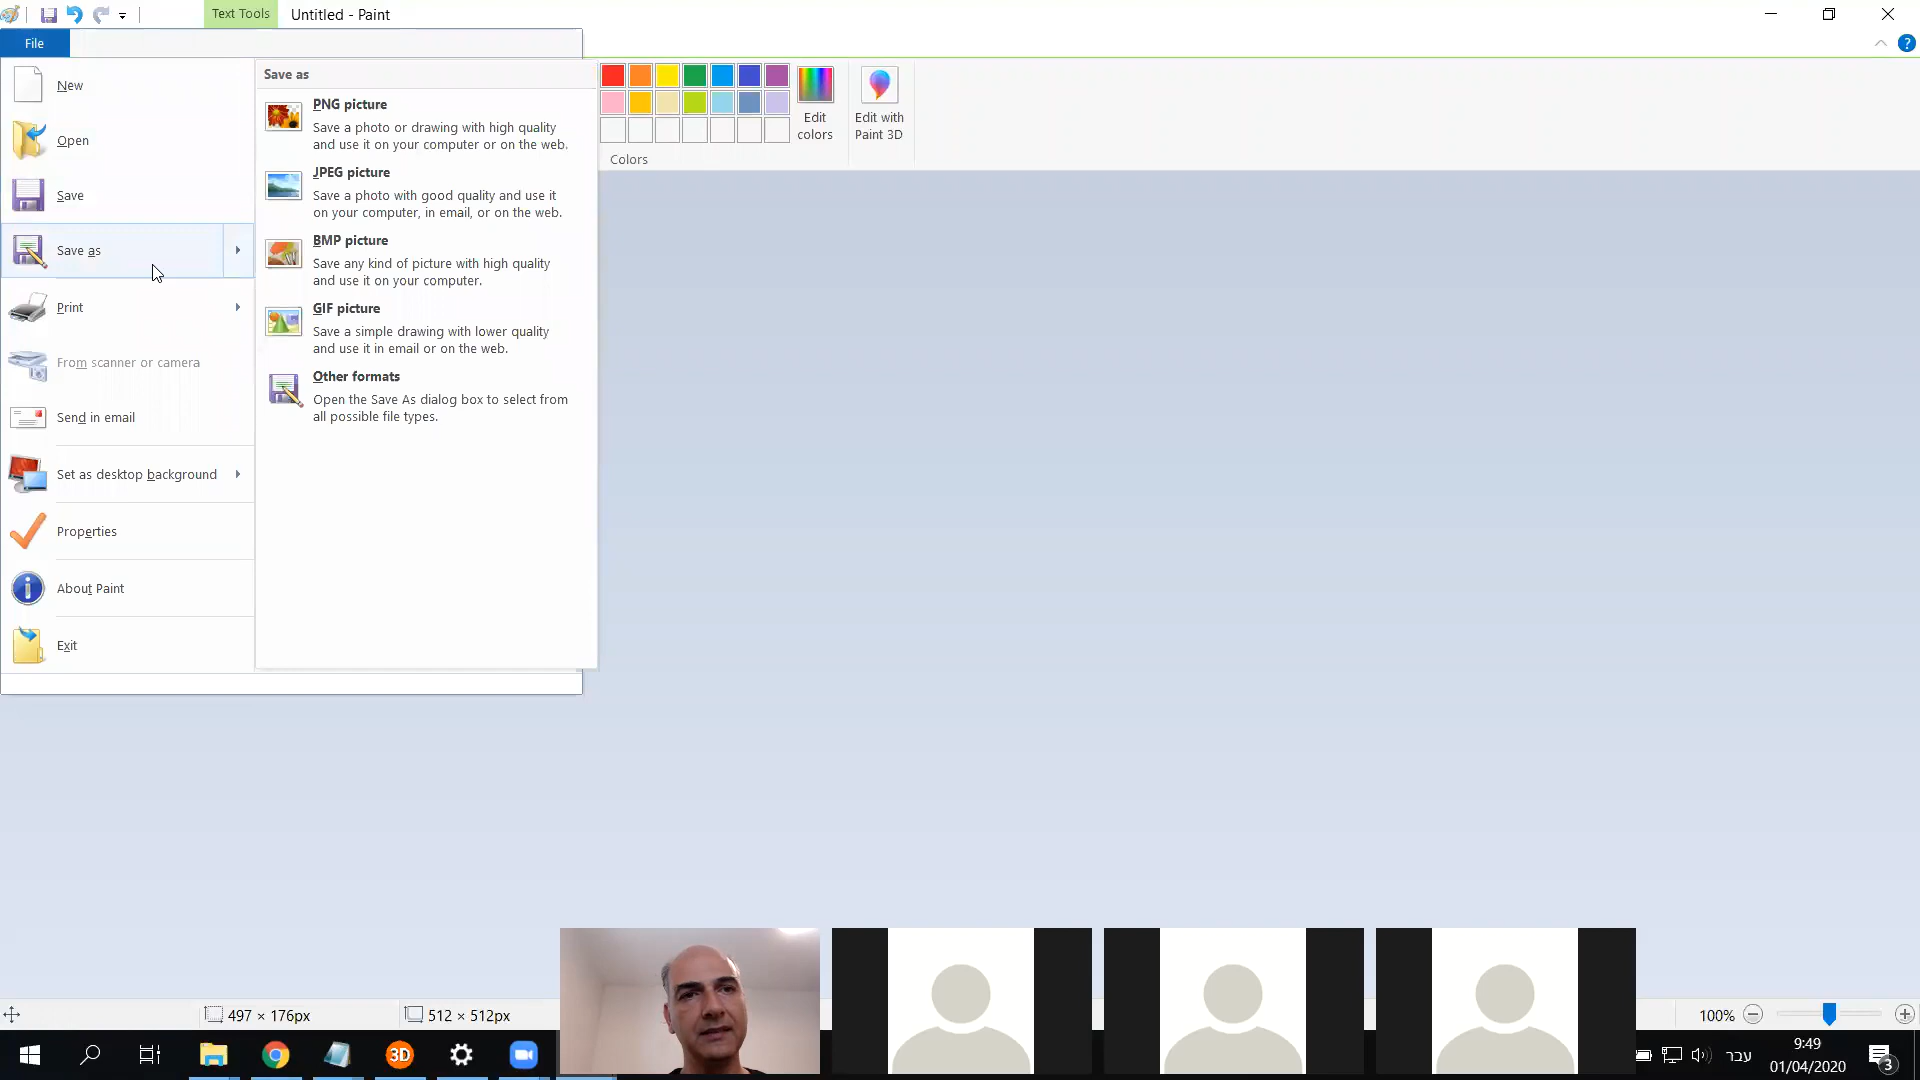 Text Tools
Untitled - Paint
File
New
Open
Save
Save as
Print
From scanner or camera
Send in email
Set as desktop background
Properties
About Paint
Exit
Save as
PNG picture
Save a photo or drawing with high quality
and use it on your computer or on the web.
JPEG picture
Save a photo with good quality and use it
on your computer, in email, or on the web.
BMP picture
Save any kind of picture with high quality
and use it on your computer.
GIF picture
Save a simple drawing with lower quality
and use it in email or on the web.
Other formats
Open the Save As dialog box to select from
all possible file types.
Edit
colors
Edit with
Paint 3D
Colors
?
497 × 176px
512 × 512px
100%
3D
עבר
9:49
01/04/2020
3